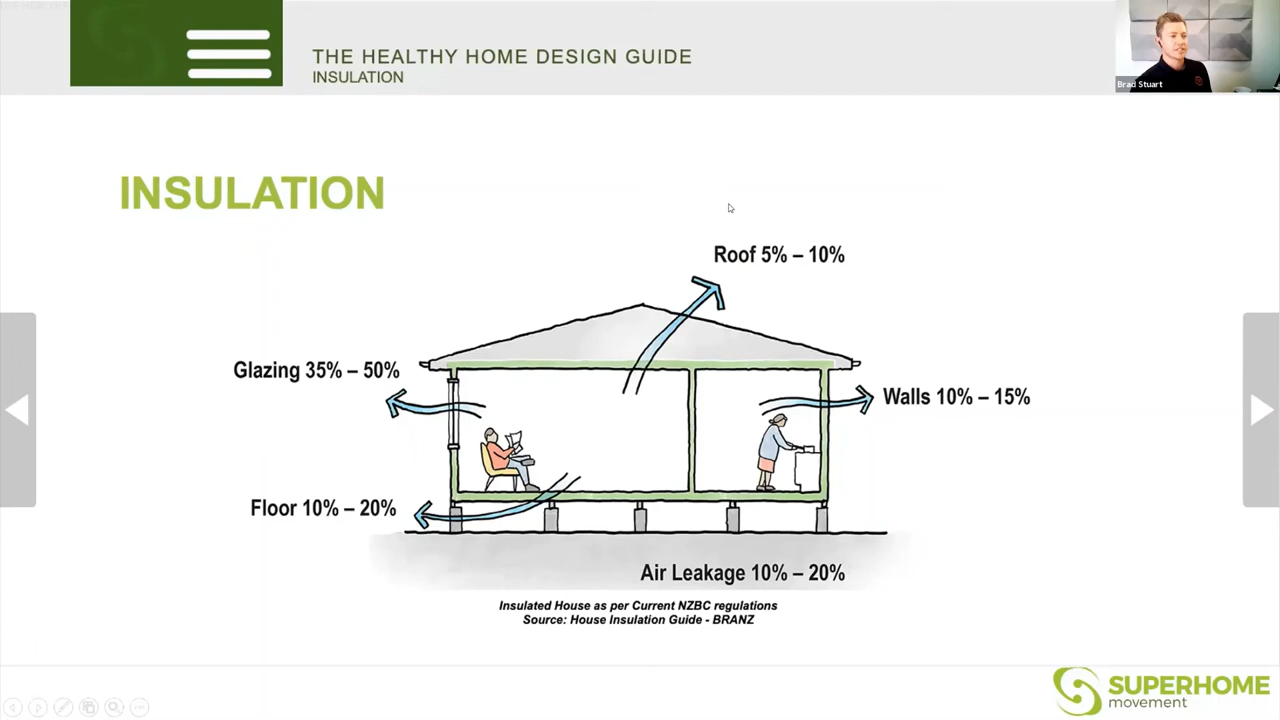 THE HEALTHY HOME DESIGN GUIDE
INSULATION
Brad Stuart
INSULATION
Roof 5% – 10%
Glazing 35% – 50%
Walls 10% – 15%
Floor 10% – 20%
Air Leakage 10% – 20%
Insulated House as per Current NZBC regulations
Source: House Insulation Guide - BRANZ
SUPERHOME
movement